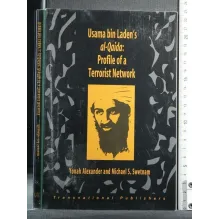 Usama bin Laden's
al-Qaida:
Profile of a
Terrorist Network
Yonah Alexander and Michael S. Swetnam
Transnational Publishers